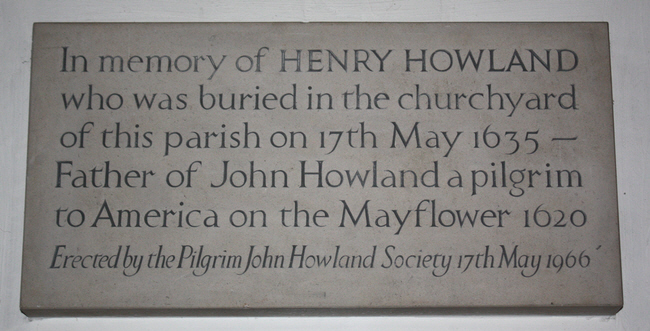 In memory of HENRY HOWLAND
who was buried in the churchyard
of this parish on 17th May 1635 —
Father of John Howland a pilgrim
to America on the Mayflower 1620
Erected by the Pilgrim John Howland Society 17th May 1966